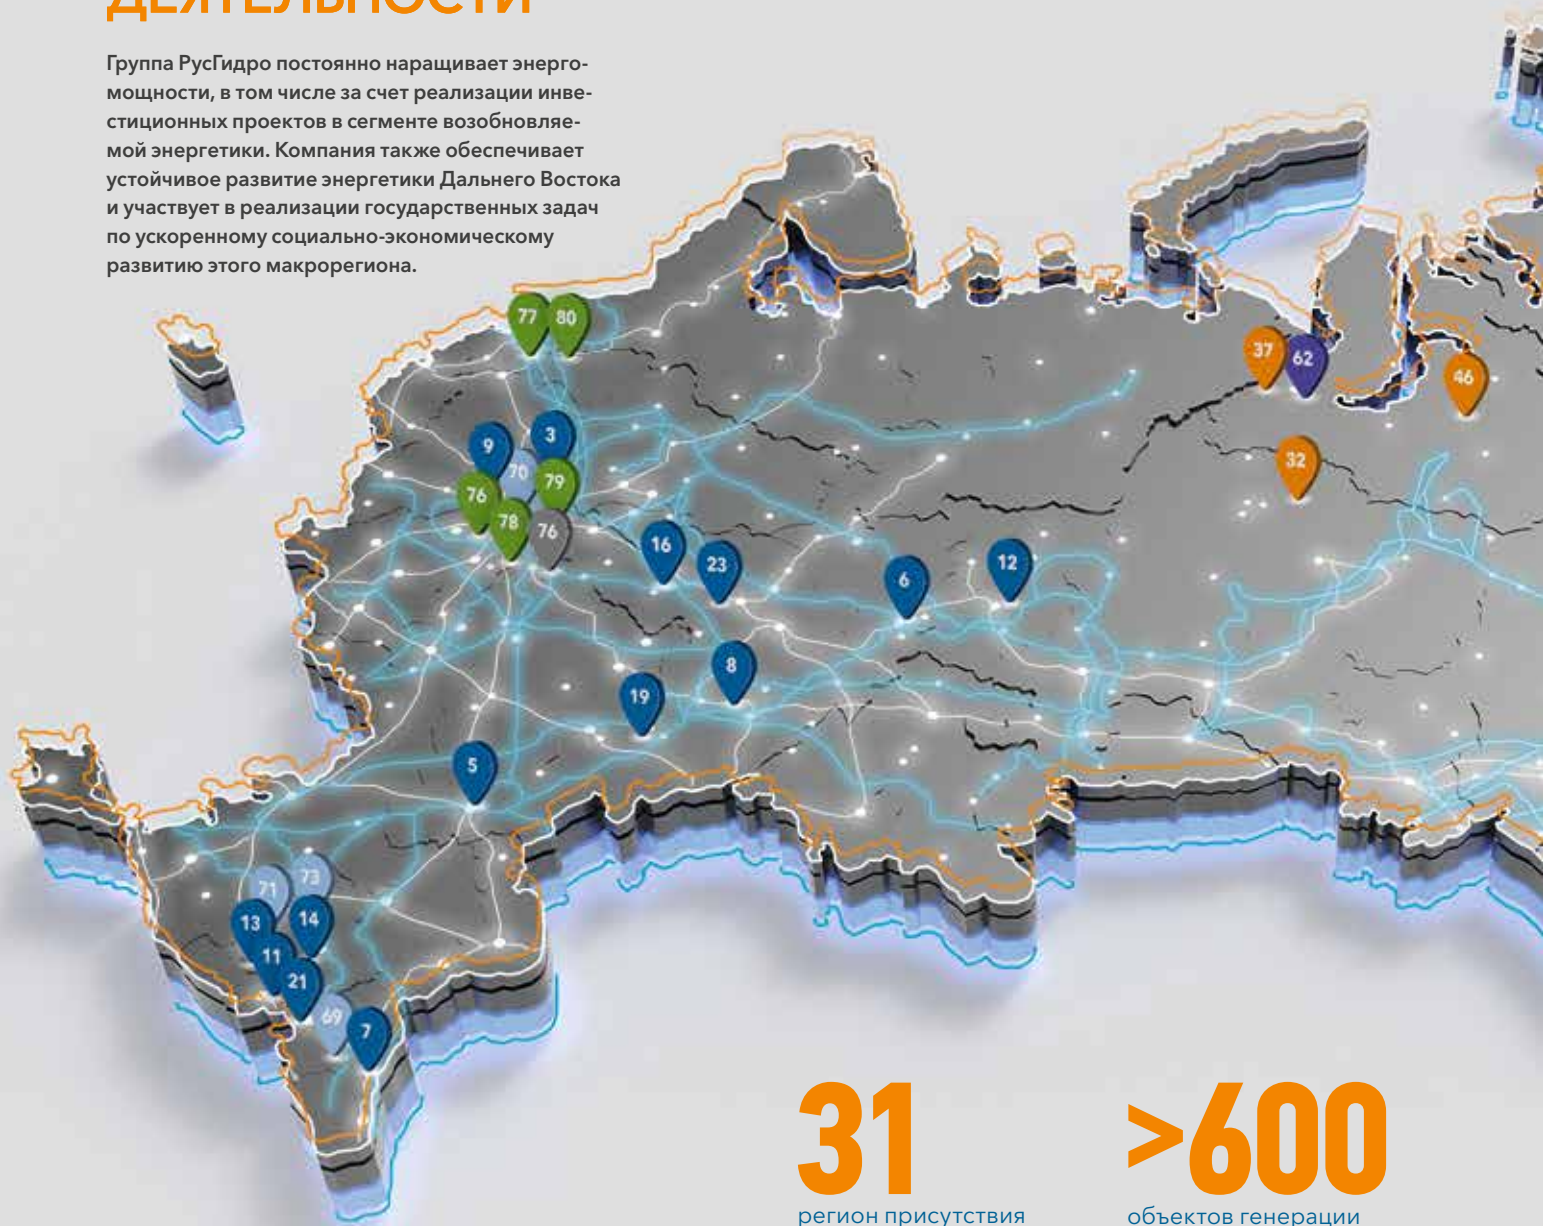 ДЕЯТЕЛЬНОСТИ
Группа РусГидро постоянно наращивает энерго-
мощности, в том числе за счет реализации инве-
стиционных проектов в сегменте возобновляе-
мой энергетики. Компания также обеспечивает
устойчивое развитие энергетики Дальнего Востока
и участвует в реализации государственных задач
по ускоренному социально-экономическому
развитию этого макрорегиона.
77 80
37 62
46
9 3
70
76 79
78 76
32
16 23
6 12
8
19
5
71 73
13 14
11
21
69 7
31
регион присутствия
>600
объектов генерации